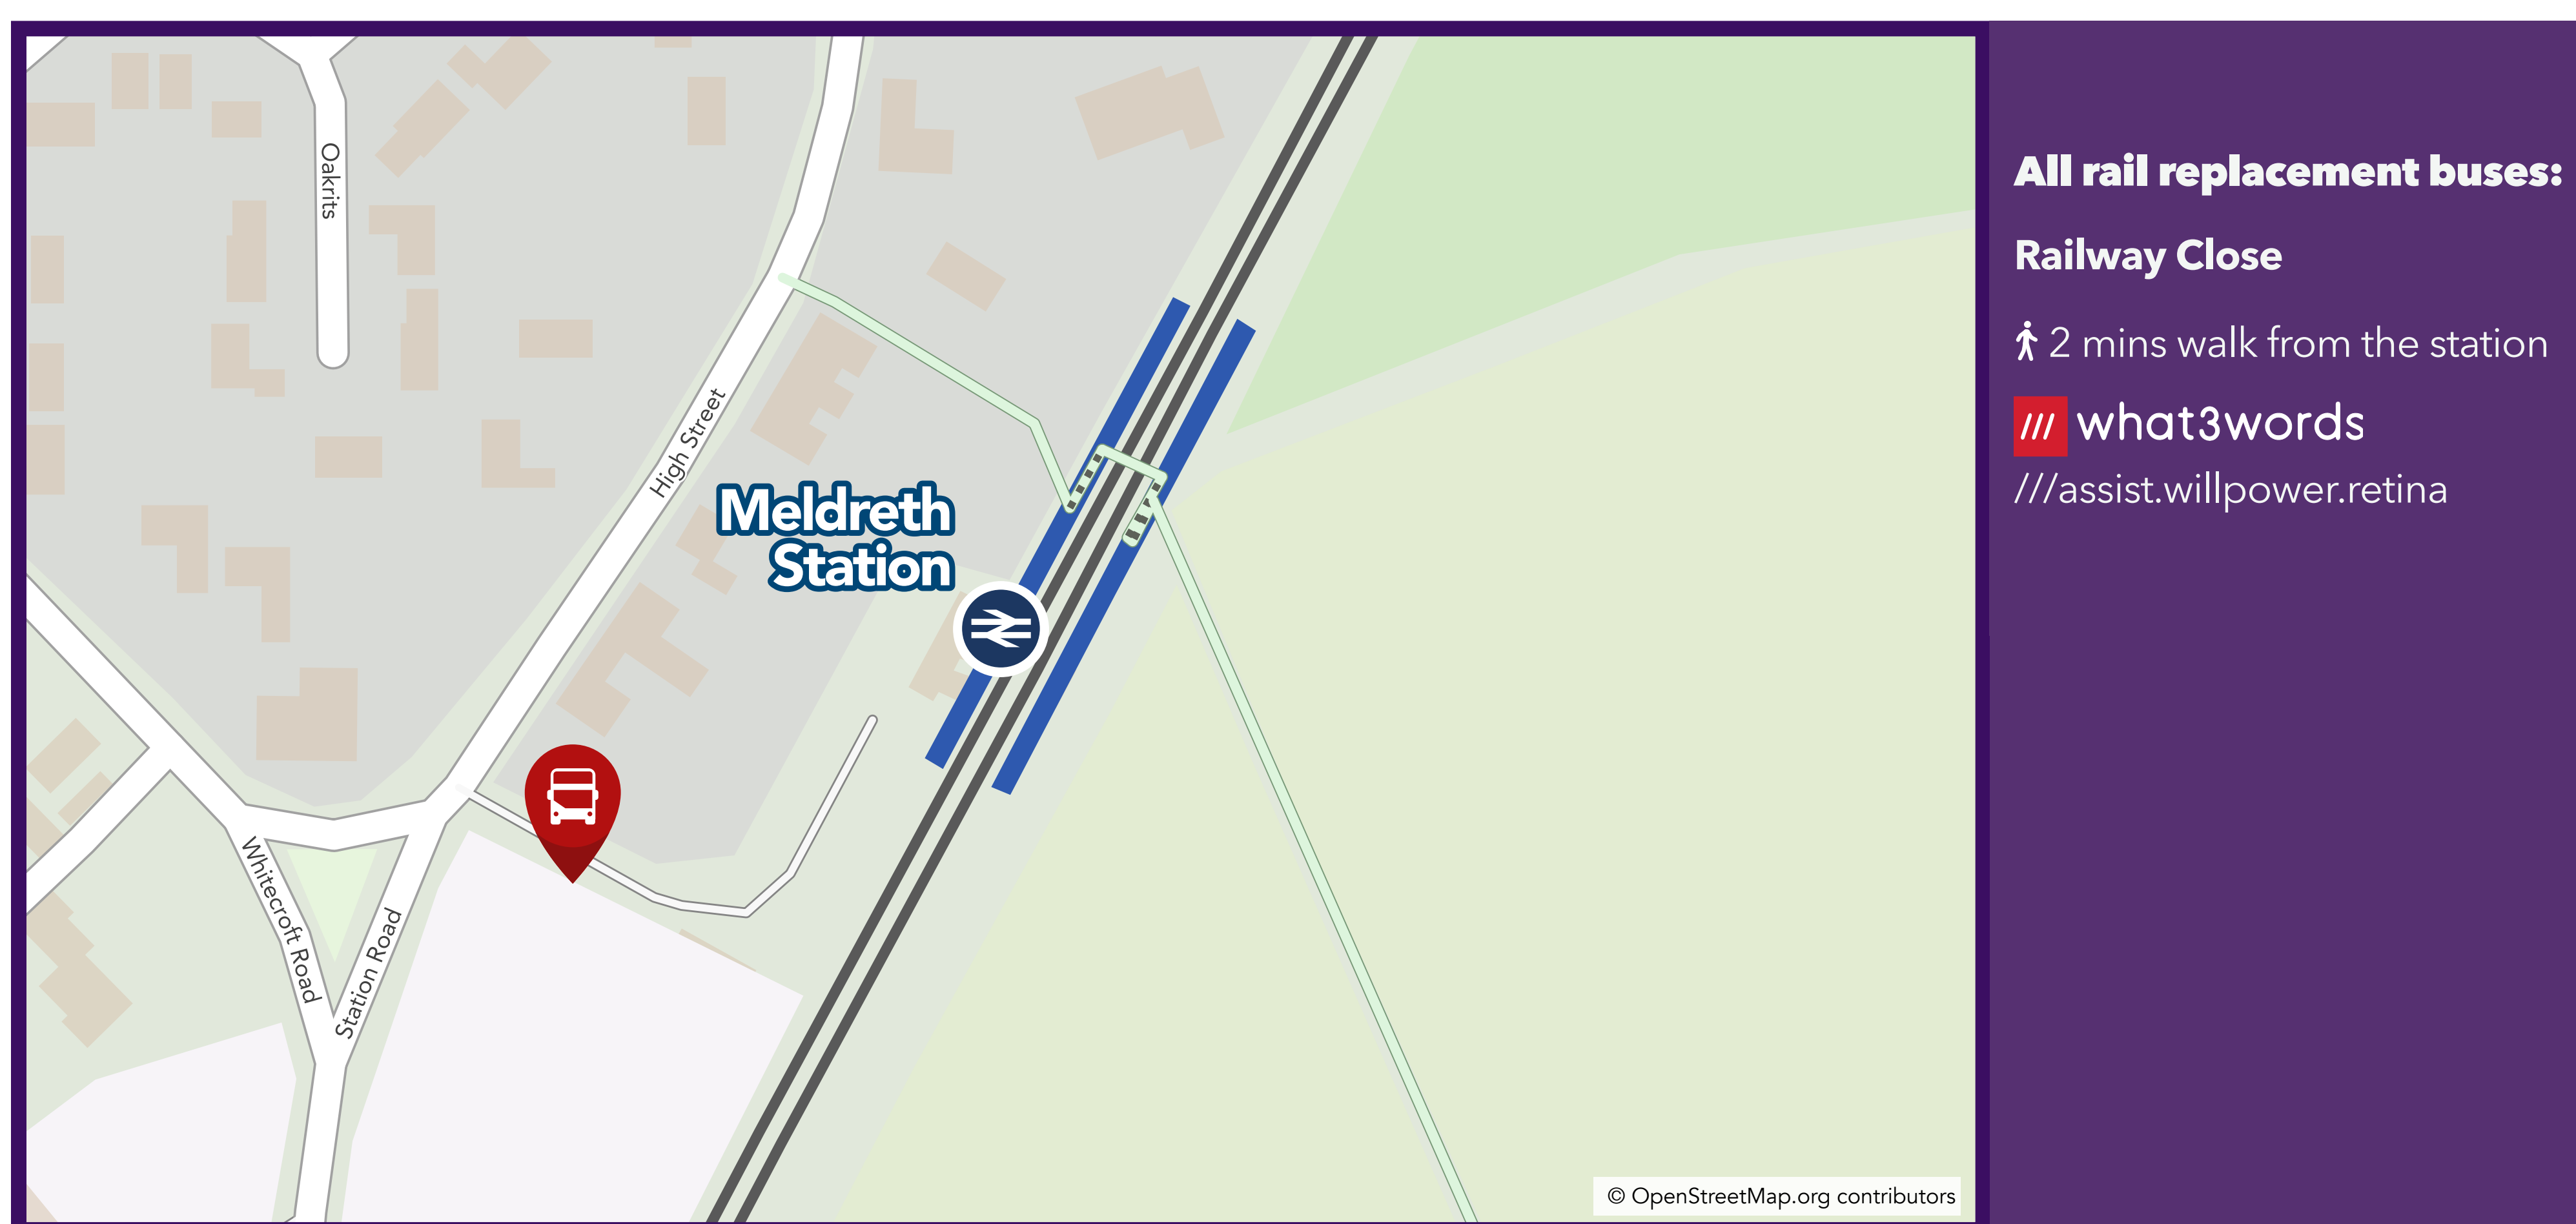 Oakrits
High Street
Meldreth
Station
Whitecroft Road
Station Road
© OpenStreetMap.org contributors
All rail replacement buses:
Railway Close
2 mins walk from the station
/// what3words
///assist.willpower.retina